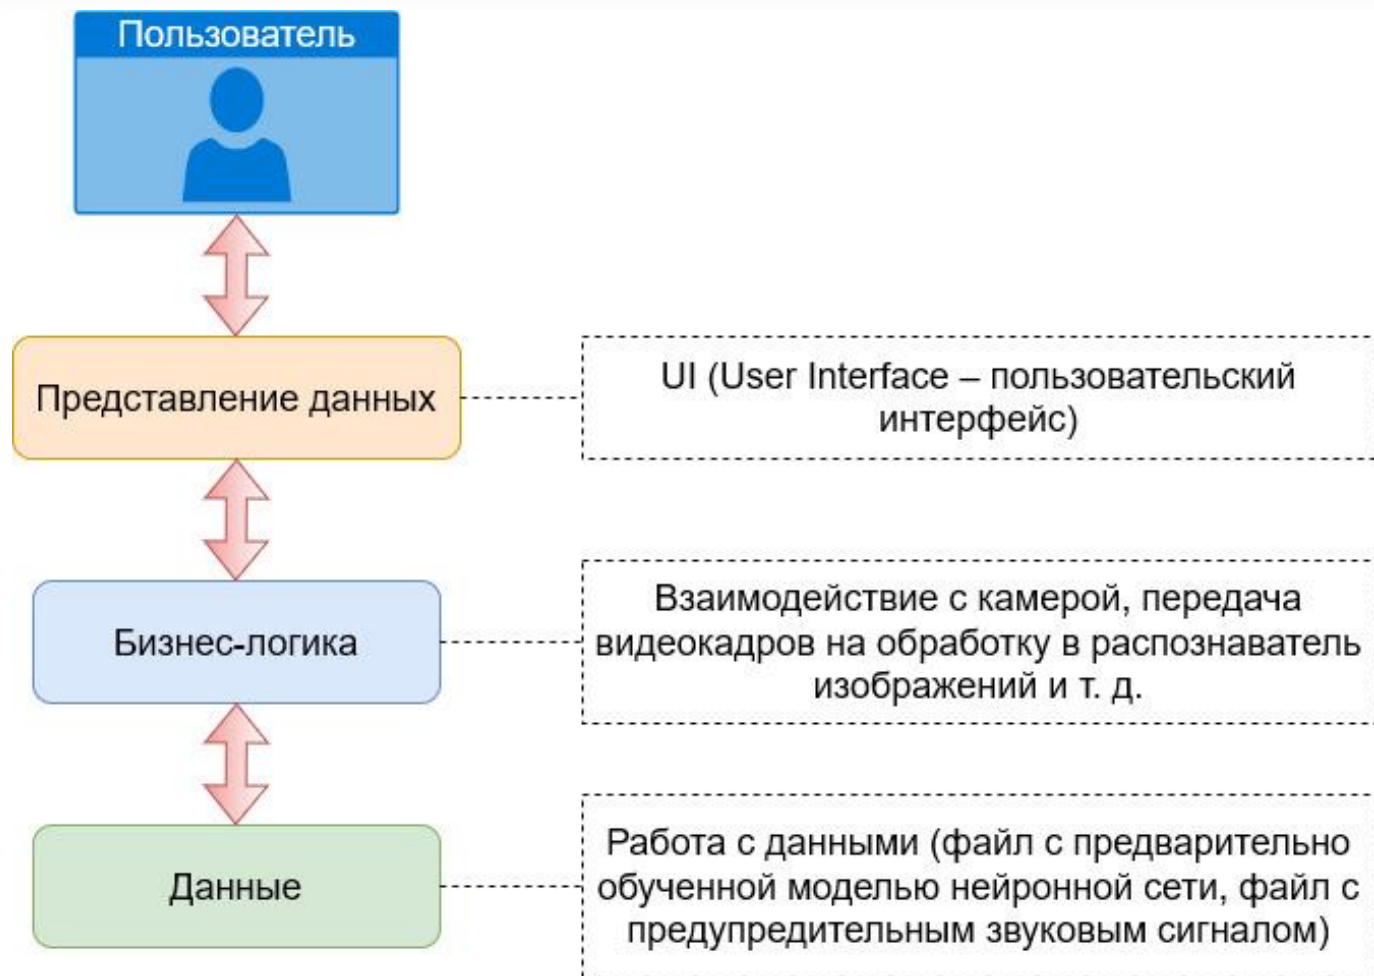 Пользователь
Представление данных
UI (User Interface – пользовательский
интерфейс)
Бизнес-логика
Взаимодействие с камерой, передача
видеокадров на обработку в распознаватель
изображений и т. д.
Данные
Работа с данными (файл с предварительно
обученной моделью нейронной сети, файл с
предупредительным звуковым сигналом)